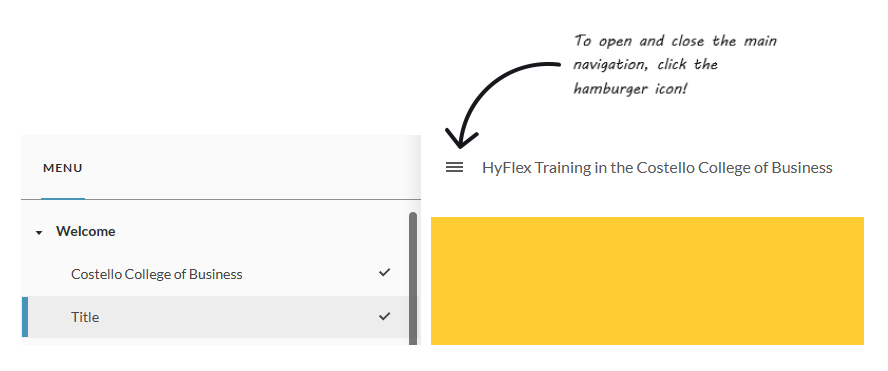 To open and close the main
navigation, click the
hamburger icon!
MENU
HyFlex Training in the Costello College of Business
Welcome
Costello College of Business
Title